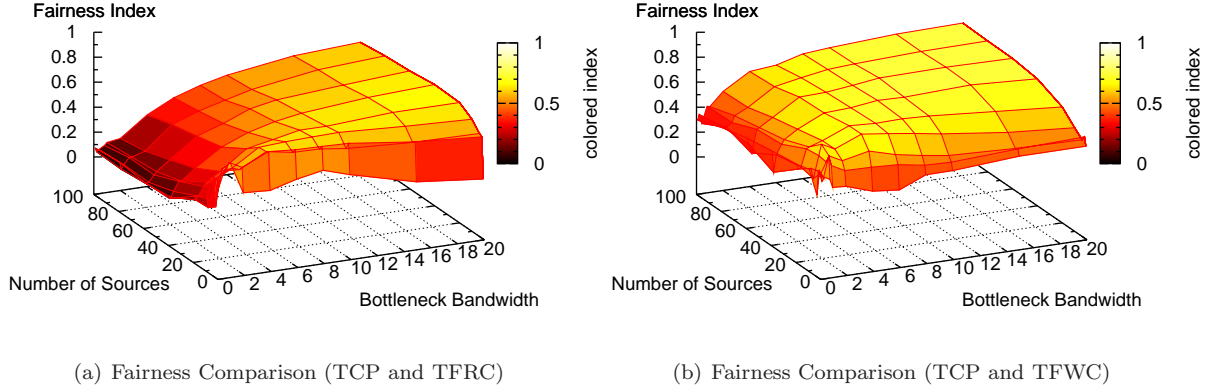 Fairness Index
1
0.8
0.6
0.4
0.2
0
100
80
60
40
20
0
Number of Sources
0 2 4 6 8 10 12 14 16 18 20
Bottleneck Bandwidth
1
0.5
0
colored index
(a) Fairness Comparison (TCP and TFRC)
Fairness Index
1
0.8
0.6
0.4
0.2
0
100
80
60
40
20
0
Number of Sources
0 2 4 6 8 10 12 14 16 18 20
Bottleneck Bandwidth
1
0.5
0
colored index
(b) Fairness Comparison (TCP and TFWC)